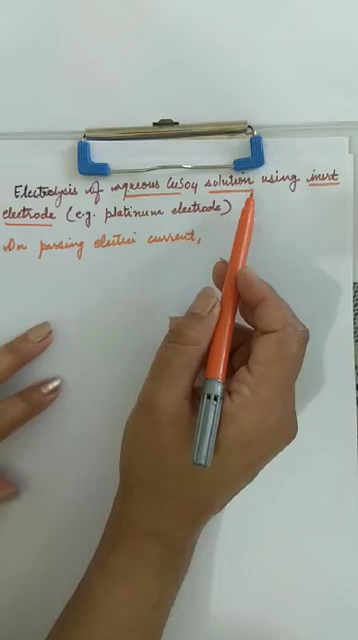 Electrolysis of aqueous CuSO4 solution using inert
electrode (e.g. platinum electrode)
On passing electric current,